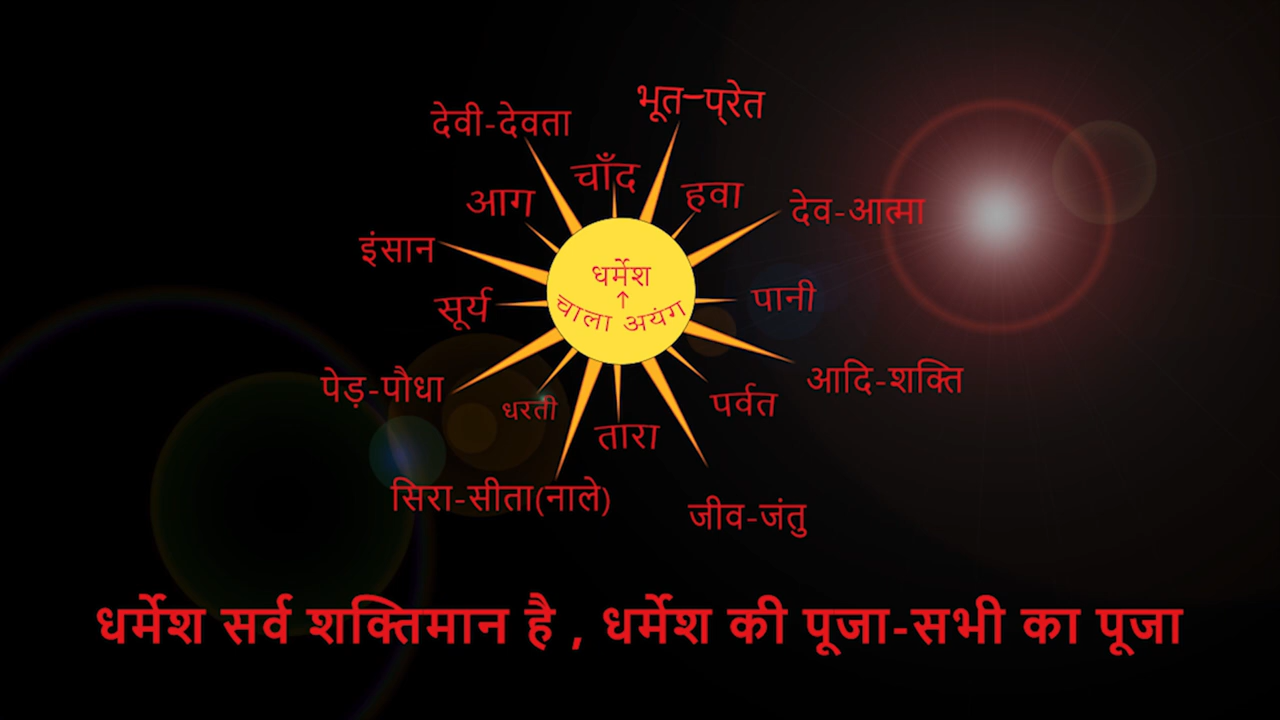 भूत-प्रेत
देवी-देवता
चाँद
हवा
आग
देव-आत्मा
इंसान
धर्मेश
↑
चाला अयंग
सूर्य
पानी
पेड़-पौधा
आदि-शक्ति
धरती
पर्वत
तारा
सिरा-सीता(नाले)
जीव-जंतु
धर्मेश सर्व शक्तिमान है , धर्मेश की पूजा-सभी का पूजा